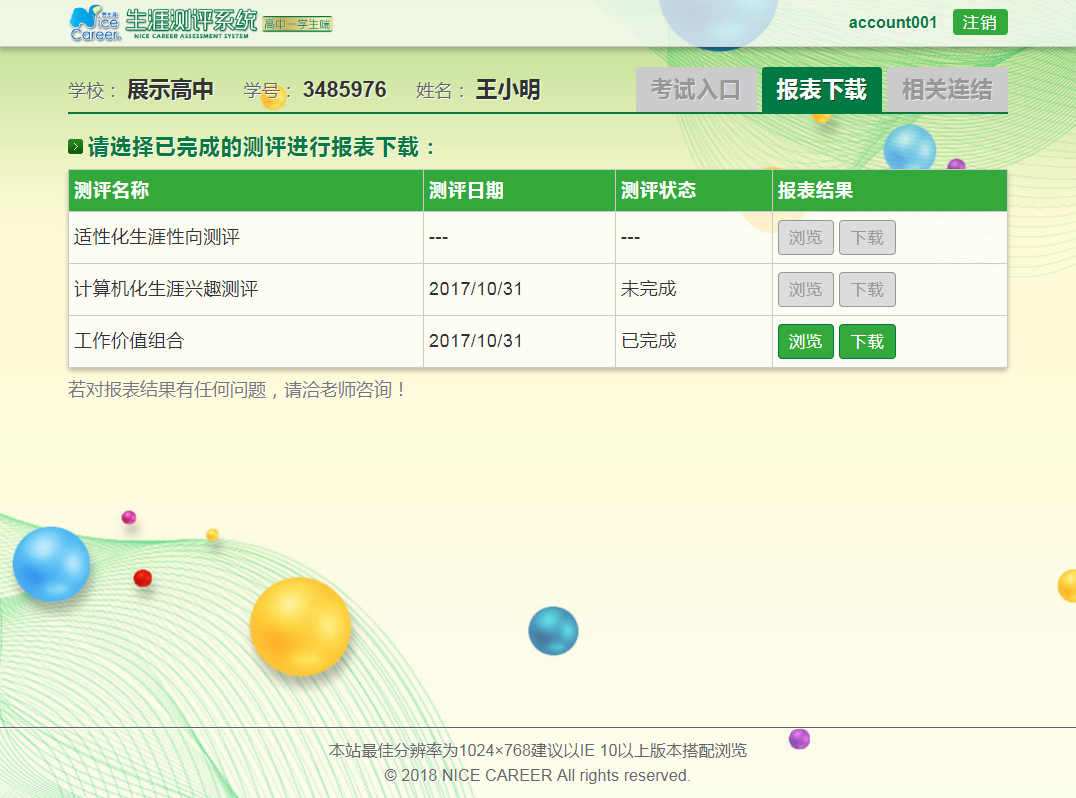 Nice Career 生涯测评系统 高中－学生端
NICE CAREER ASSESSMENT SYSTEM
account001 注销
学校： 展示高中 学号： 3485976 姓名： 王小明
考试入口 报表下载 相关连结
请选择已完成的测评进行报表下载：
测评名称 测评日期 测评状态 报表结果
适性化生涯性向测评 --- --- 浏览 下载
计算机化生涯兴趣测评 2017/10/31 未完成 浏览 下载
工作价值组合 2017/10/31 已完成 浏览 下载
若对报表结果有任何问题，请洽老师咨询！
本站最佳分辨率为1024×768建议以IE 10以上版本搭配浏览
© 2018 NICE CAREER All rights reserved.